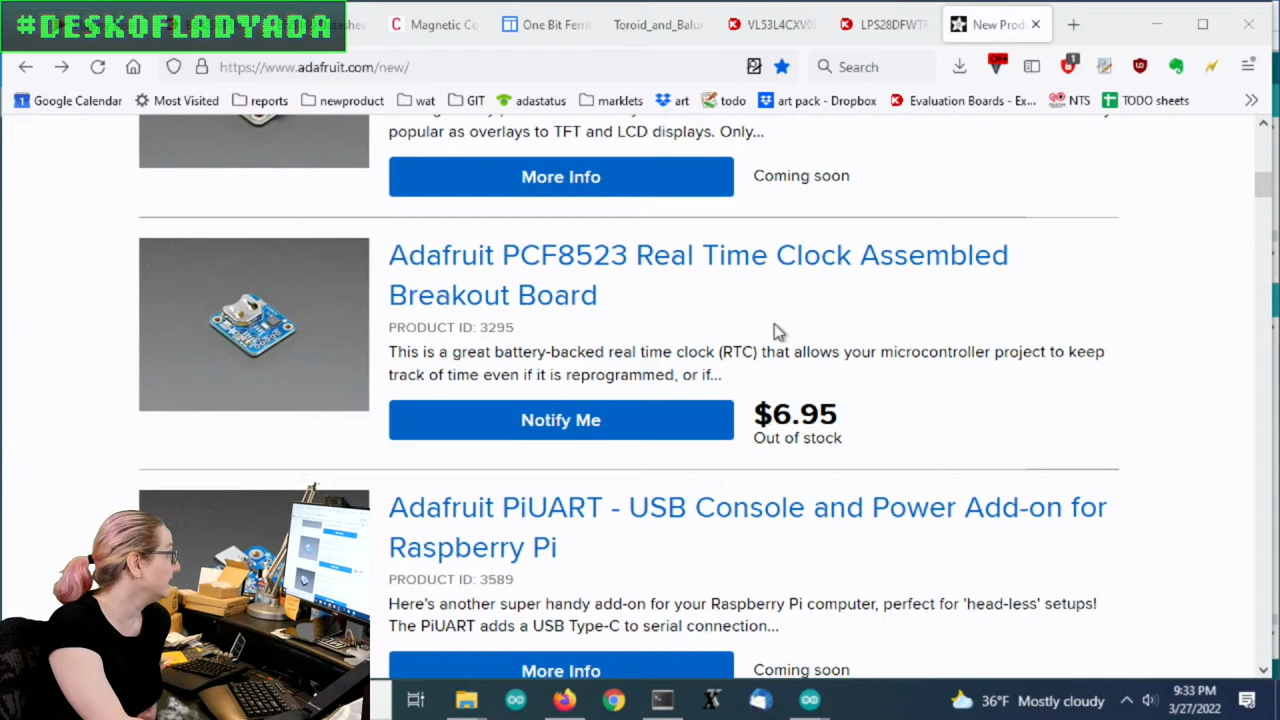 #DESKOFLADYADA
Magnetic Co
One Bit Ferrit
Toroid_and_Balur
VL53L4CXV0
LPS28DFWTR
New Prod
https://www.adafruit.com/new/
OFF
Search
1
Google Calendar
Most Visited
reports
newproduct
wat
GIT
adastatus
marklets
art
todo
art pack - Dropbox
Evaluation Boards - Ex...
NTS
TODO sheets
popular as overlays to TFT and LCD displays. Only...
More Info
Coming soon
Adafruit PCF8523 Real Time Clock Assembled
Breakout Board
PRODUCT ID: 3295
This is a great battery-backed real time clock (RTC) that allows your microcontroller project to keep
track of time even if it is reprogrammed, or if...
Notify Me
$6.95
Out of stock
Adafruit PiUART - USB Console and Power Add-on for
Raspberry Pi
PRODUCT ID: 3589
Here's another super handy add-on for your Raspberry Pi computer, perfect for 'head-less' setups!
The PiUART adds a USB Type-C to serial connection...
More Info
Coming soon
36°F Mostly cloudy
9:33 PM
3/27/2022